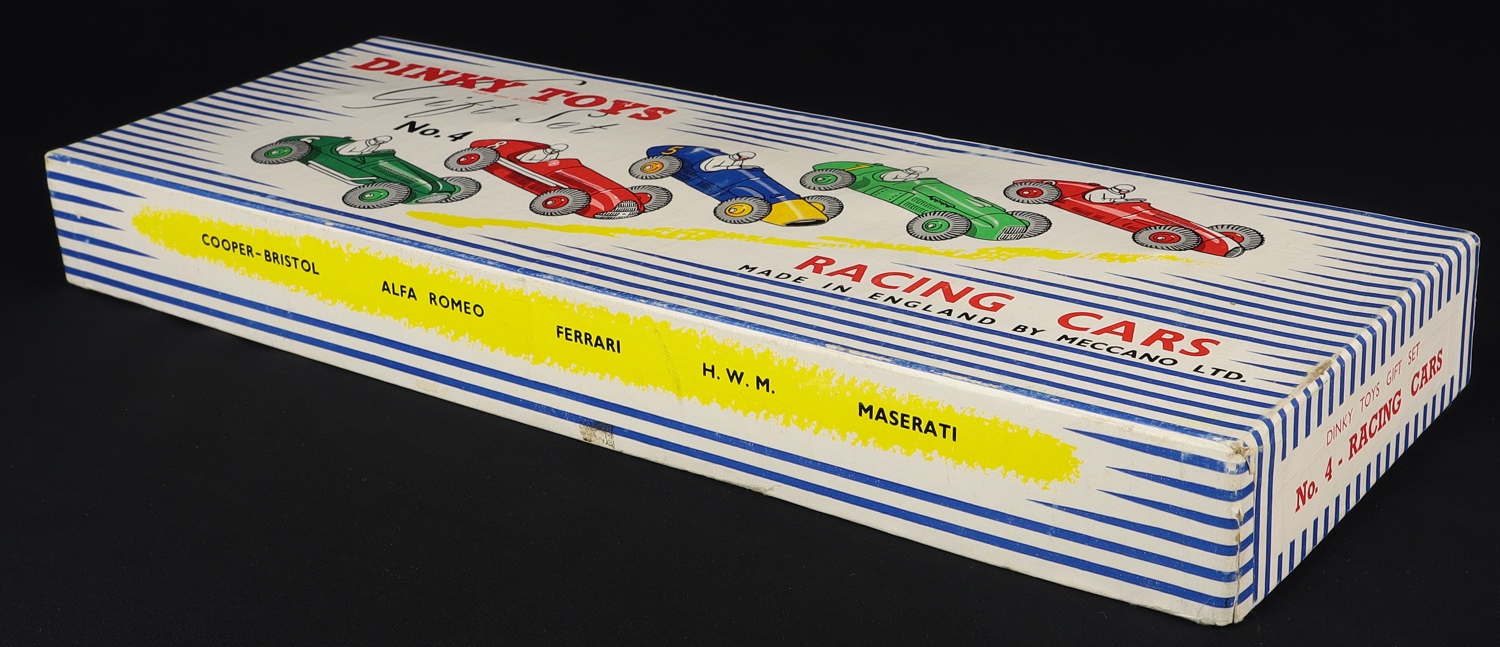 DINKY TOYS
Gift Set
No. 4
5
RACING CARS
MADE IN ENGLAND BY MECCANO LTD.
COOPER-BRISTOL
ALFA ROMEO
FERRARI
H. W. M.
MASERATI
DINKY TOYS GIFT SET
No. 4 - RACING CARS